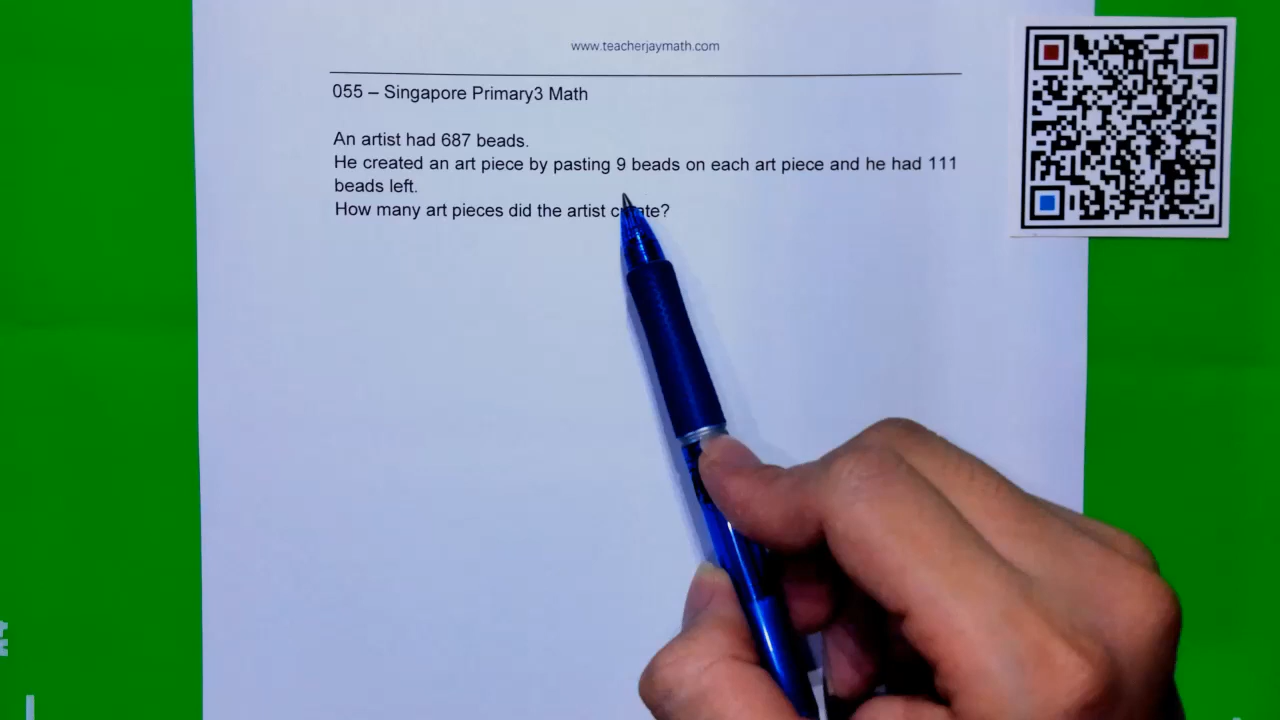 www.teacherjaymath.com
055 – Singapore Primary3 Math
An artist had 687 beads.
He created an art piece by pasting 9 beads on each art piece and he had 111
beads left.
How many art pieces did the artist create?